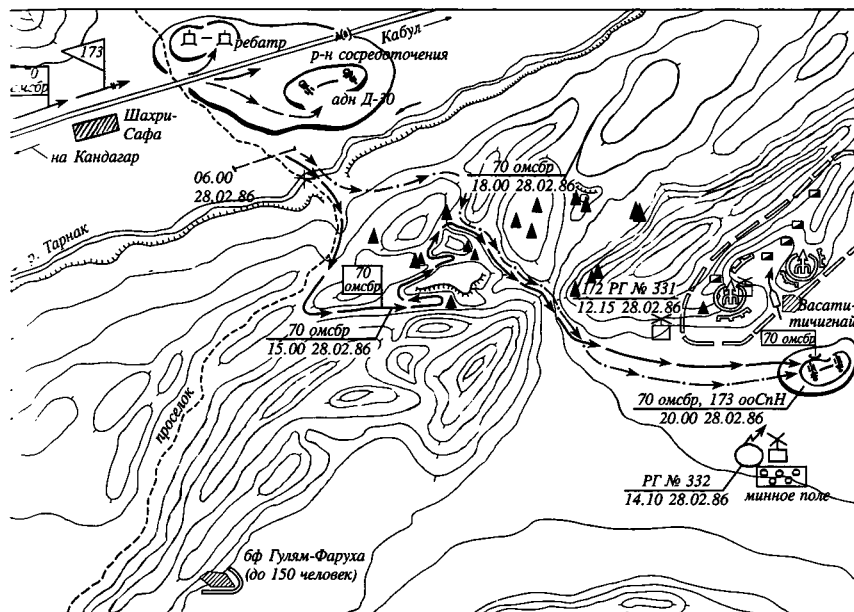 Кабул
ребатр
р-н сосредоточения
173
омсбр
адн Д-30
Шахри-
Сафа
на Кандагар
06.00
28.02.86
70 омсбр
18.00 28.02.86
р. Тарнак
70
омсбр
1/2 РГ № 331
12.15 28.02.86
Васати-
тичигнай
70 омсбр
70 омсбр
15.00 28.02.86
70 омсбр, 173 ооСпН
20.00 28.02.86
проселок
РГ № 332
14.10 28.02.86
минное поле
бф Гулям-Фаруха
(до 150 человек)